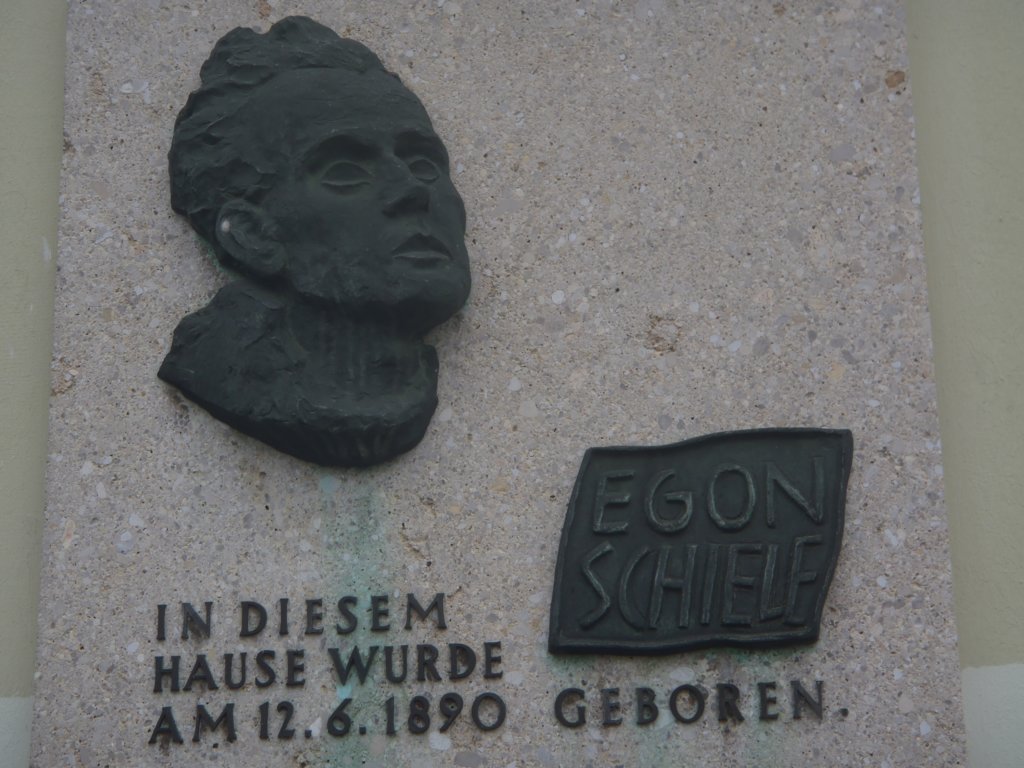 EGON
SCHIELE
IN DIESEM
HAUSE WURDE
AM 12.6.1890 GEBOREN.